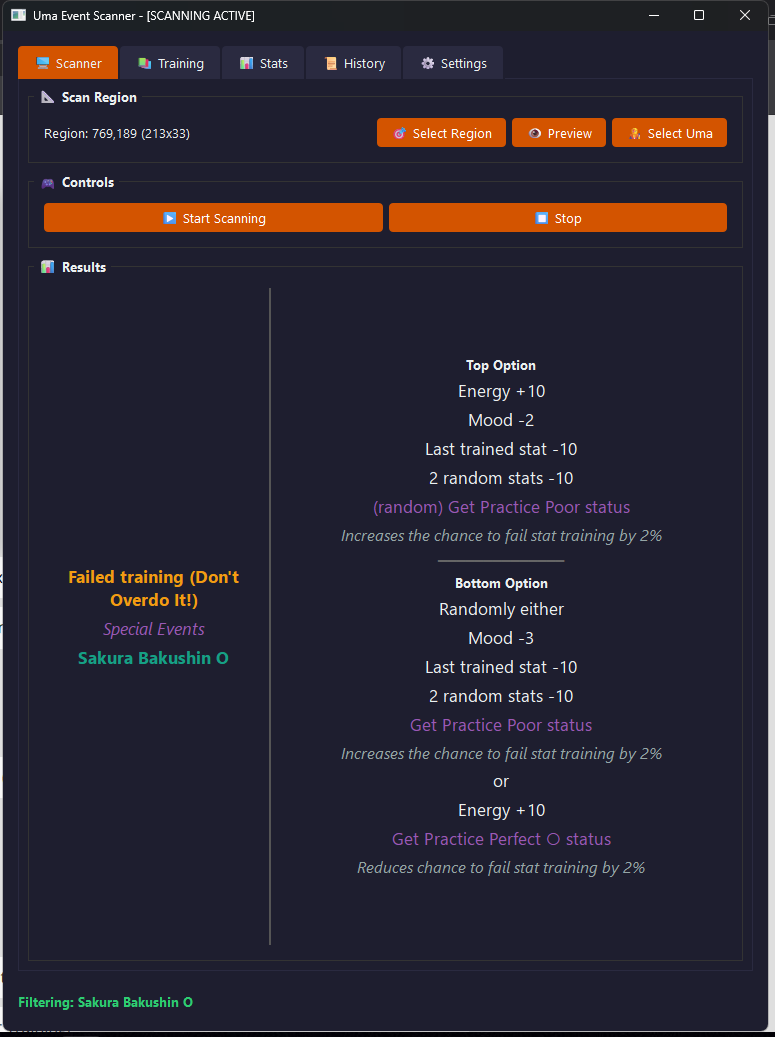 Uma Event Scanner - [SCANNING ACTIVE]
Scanner
Training
Stats
History
Settings
Scan Region
Region: 769,189 (213x33)
Select Region
Preview
Select Uma
Controls
Start Scanning
Stop
Results
Failed training (Don't
Overdo It!)
Special Events
Sakura Bakushin O
Top Option
Energy +10
Mood -2
Last trained stat -10
2 random stats -10
(random) Get Practice Poor status
Increases the chance to fail stat training by 2%
Bottom Option
Randomly either
Mood -3
Last trained stat -10
2 random stats -10
Get Practice Poor status
Increases the chance to fail stat training by 2%
or
Energy +10
Get Practice Perfect ○ status
Reduces chance to fail stat training by 2%
Filtering: Sakura Bakushin O